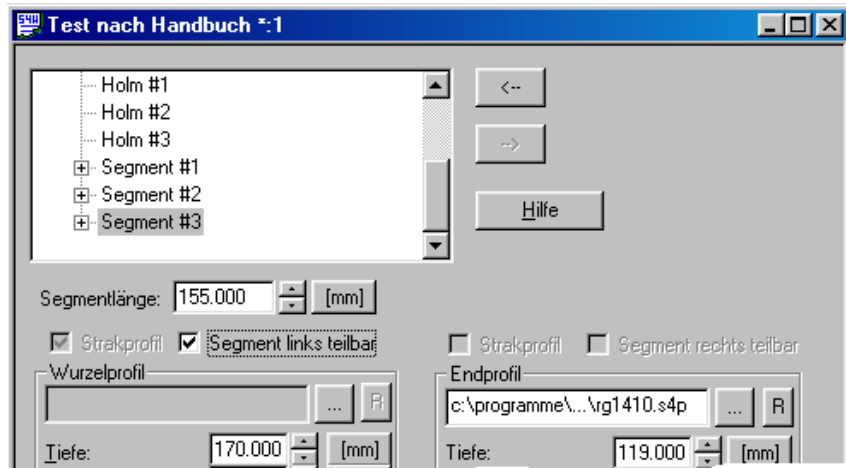 Test nach Handbuch *:1
Holm #1
<--
Holm #2
Holm #3
-->
Segment #1
Segment #2
Hilfe
Segment #3
Segmentlänge: 155.000 [mm]
Strakprofil Segment links teilbar Strakprofil Segment rechts teilbar
Wurzelprofil Endprofil
... R c:\programme\...\rg1410.s4p ... R
Tiefe: 170.000 [mm] Tiefe: 119.000 [mm]